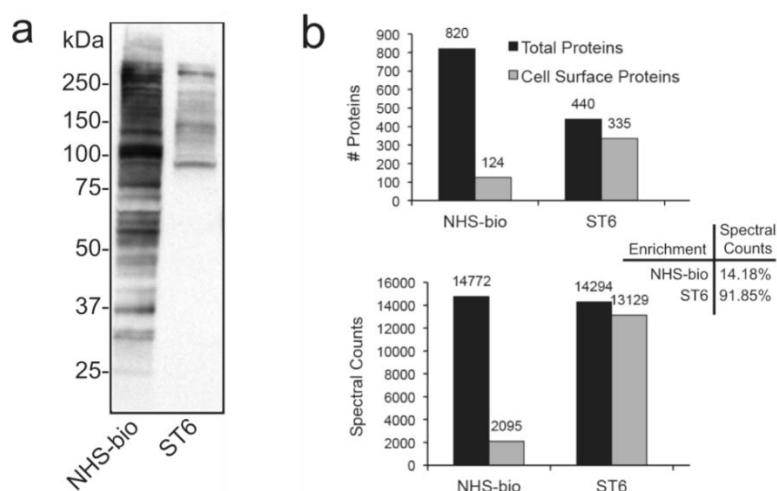 a
kDa
250-
150-
100-
75-
50-
37-
25-
NHS-bio
ST6
b
Total Proteins
Cell Surface Proteins
# Proteins
900
800
700
600
500
400
300
200
100
0
820
124
440
335
NHS-bio
ST6
Enrichment
Spectral Counts
NHS-bio 14.18%
ST6 91.85%
Spectral Counts
16000
14000
12000
10000
8000
6000
4000
2000
0
14772
2095
14294
13129
NHS-bio
ST6